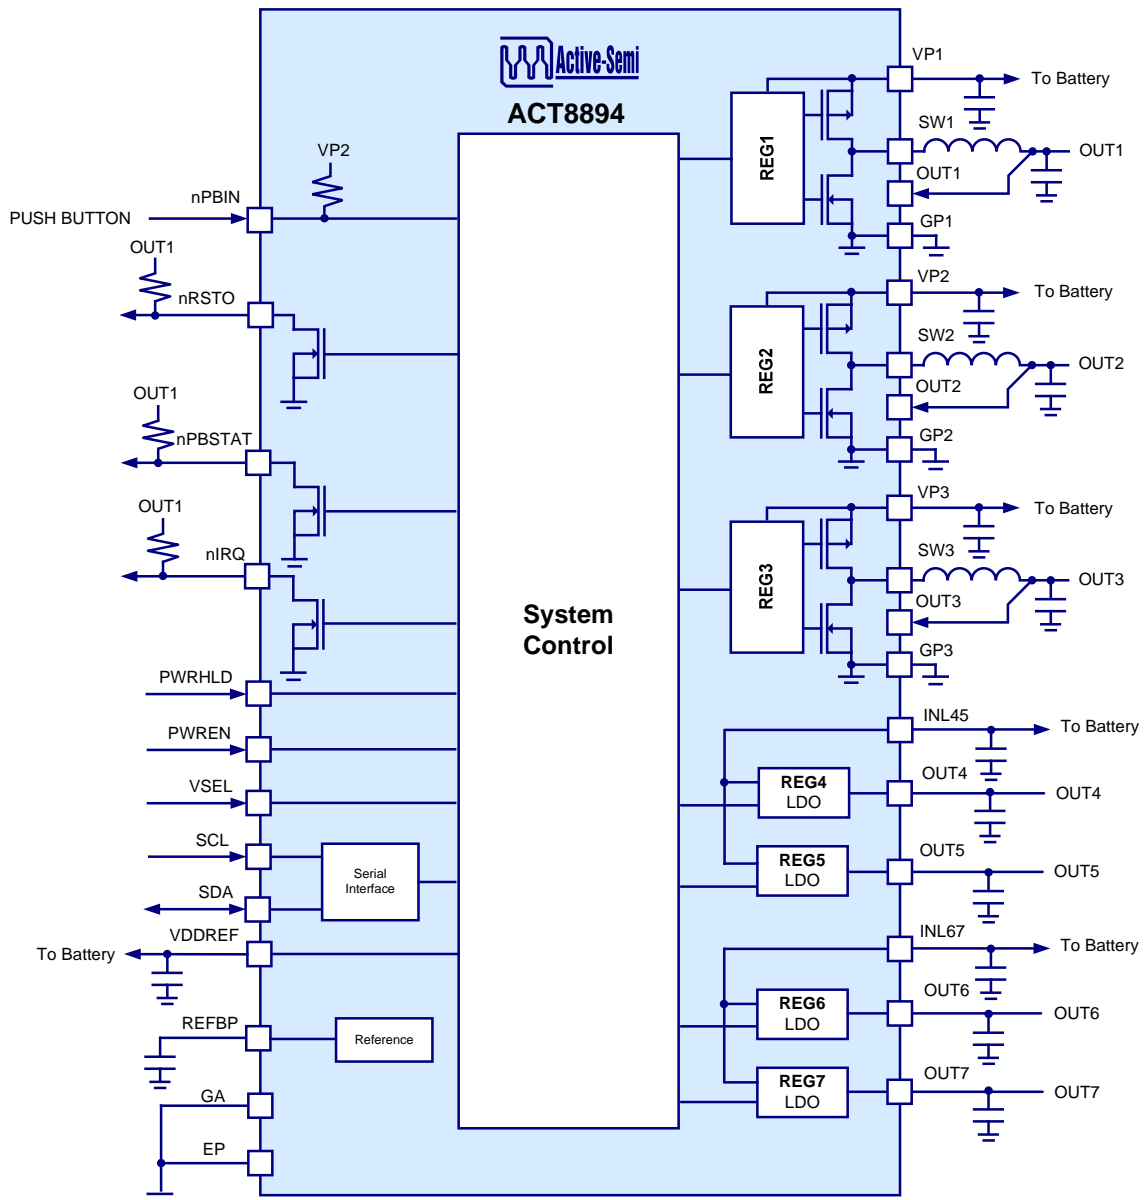 Active-Semi
ACT8894
VP2
nPBIN
PUSH BUTTON
OUT1
nRSTO
OUT1
nPBSTAT
OUT1
nIRQ
PWRHLD
PWREN
VSEL
SCL
SDA
Serial
Interface
VDDREF
To Battery
REFBP
Reference
GA
EP
System
Control
REG1
VP1
To Battery
SW1
OUT1
OUT1
GP1
REG2
VP2
To Battery
SW2
OUT2
OUT2
GP2
REG3
VP3
To Battery
SW3
OUT3
OUT3
GP3
INL45
To Battery
REG4
LDO
OUT4
OUT4
REG5
LDO
OUT5
OUT5
INL67
To Battery
REG6
LDO
OUT6
OUT6
REG7
LDO
OUT7
OUT7